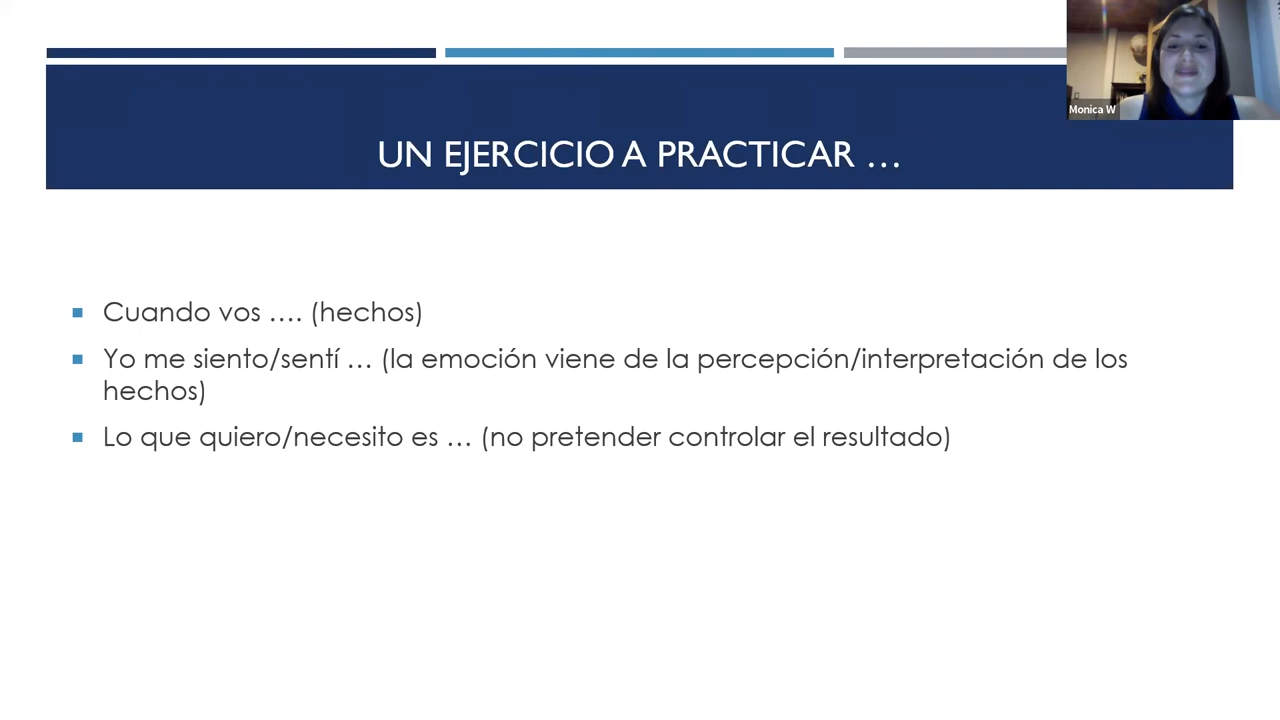 Monica W
UN EJERCICIO A PRACTICAR …
Cuando vos …. (hechos)
Yo me siento/sentí … (la emoción viene de la percepción/interpretación de los
hechos)
Lo que quiero/necesito es … (no pretender controlar el resultado)